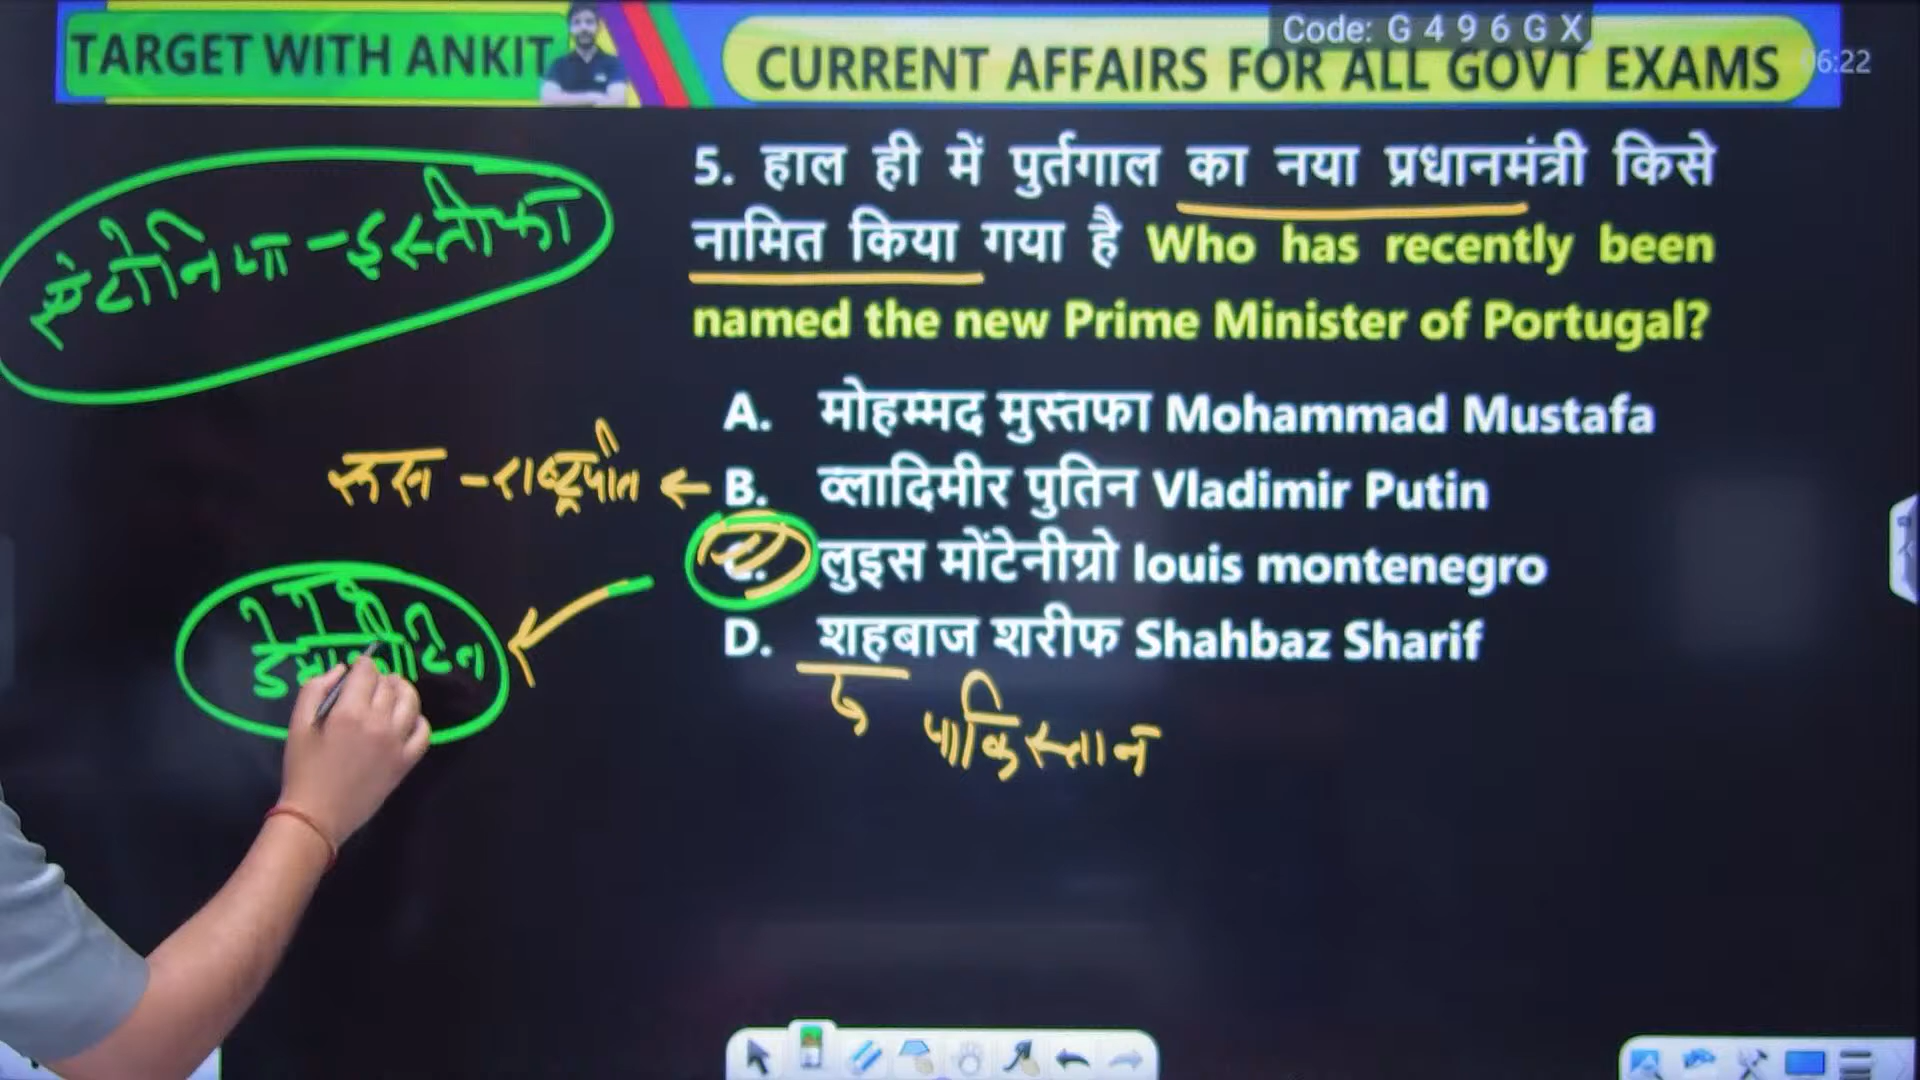 TARGET WITH ANKIT
CURRENT AFFAIRS FOR ALL GOVT EXAMS
Code: G 4 9 6 G X
06:22
5. हाल ही में पुर्तगाल का नया प्रधानमंत्री किसे
नामित किया गया है Who has recently been
named the new Prime Minister of Portugal?
A. मोहम्मद मुस्तफा Mohammad Mustafa
B. व्लादिमीर पुतिन Vladimir Putin
C. लुइस मोंटेनीग्रो louis montenegro
D. शहबाज शरीफ Shahbaz Sharif
इस्तीफा
रूस - राष्ट्रपति
पाकिस्तान